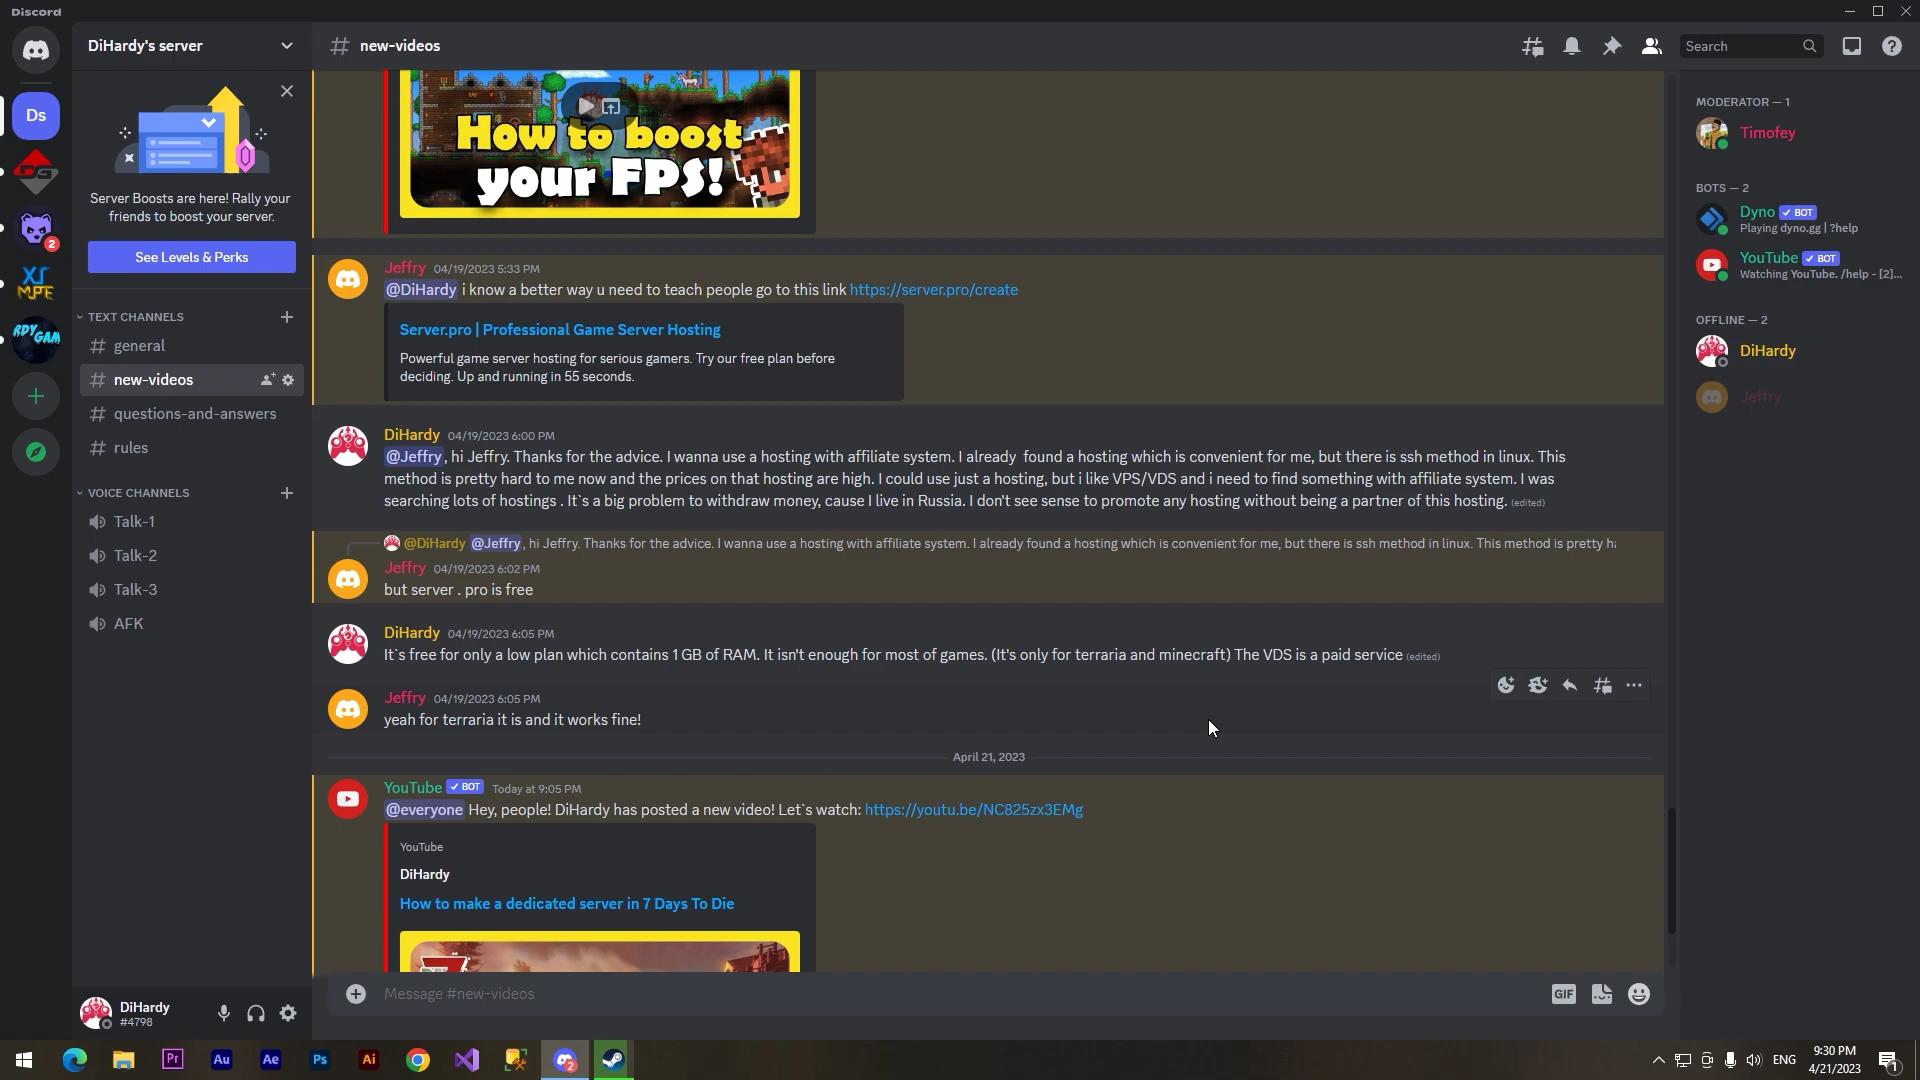 Discord
DiHardy's server
new-videos
Search
Ds
2
Server Boosts are here! Rally your
friends to boost your server.
See Levels & Perks
TEXT CHANNELS
general
new-videos
questions-and-answers
rules
VOICE CHANNELS
Talk-1
Talk-2
Talk-3
AFK
DiHardy
#4798
How to boost
your FPS!
Jeffry 04/19/2023 5:33 PM
@DiHardy i know a better way u need to teach people go to this link https://server.pro/create
Server.pro | Professional Game Server Hosting
Powerful game server hosting for serious gamers. Try our free plan before
deciding. Up and running in 55 seconds.
DiHardy 04/19/2023 6:00 PM
@Jeffry, hi Jeffry. Thanks for the advice. I wanna use a hosting with affiliate system. I already  found a hosting which is convenient for me, but there is ssh method in linux. This
method is pretty hard to me now and the prices on that hosting are high. I could use just a hosting, but i like VPS/VDS and i need to find something with affiliate system. I was
searching lots of hostings . It`s a big problem to withdraw money, cause I live in Russia. I don't see sense to promote any hosting without being a partner of this hosting. (edited)
@DiHardy @Jeffry, hi Jeffry. Thanks for the advice. I wanna use a hosting with affiliate system. I already found a hosting which is convenient for me, but there is ssh method in linux. This method is pretty
Jeffry 04/19/2023 6:02 PM
but server . pro is free
DiHardy 04/19/2023 6:05 PM
It`s free for only a low plan which contains 1 GB of RAM. It isn't enough for most of games. (It's only for terraria and minecraft) The VDS is a paid service (edited)
Jeffry 04/19/2023 6:05 PM
yeah for terraria it is and it works fine!
April 21, 2023
YouTube BOT Today at 9:05 PM
@everyone Hey, people! DiHardy has posted a new video! Let`s watch: https://youtu.be/NC825zx3EMg
YouTube
DiHardy
How to make a dedicated server in 7 Days To Die
Message #new-videos
GIF
MODERATOR — 1
Timofey
BOTS — 2
Dyno BOT
Playing dyno.gg | ?help
YouTube BOT
Watching YouTube. /help - [2]...
OFFLINE — 2
DiHardy
Jeffry
Pr
Au
Ae
Ps
Ai
2
ENG
9:30 PM
4/21/2023
1